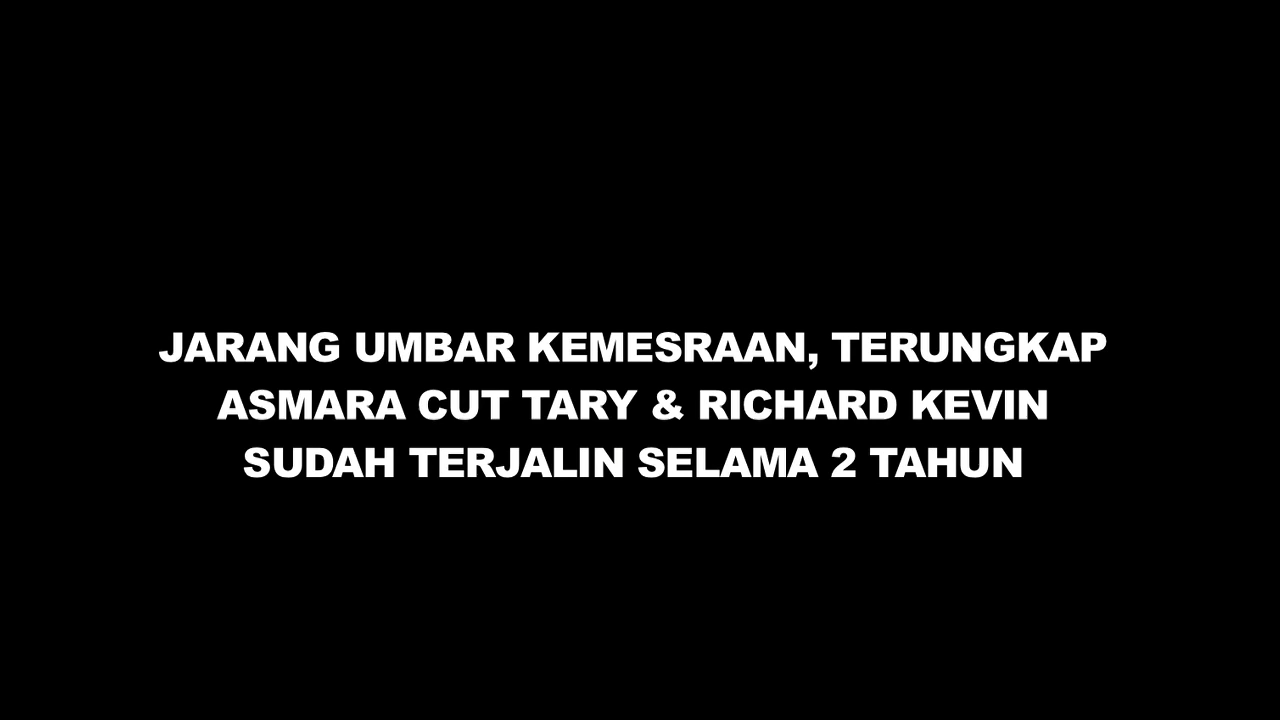 JARANG UMBAR KEMESRAAN, TERUNGKAP
ASMARA CUT TARY & RICHARD KEVIN
SUDAH TERJALIN SELAMA 2 TAHUN